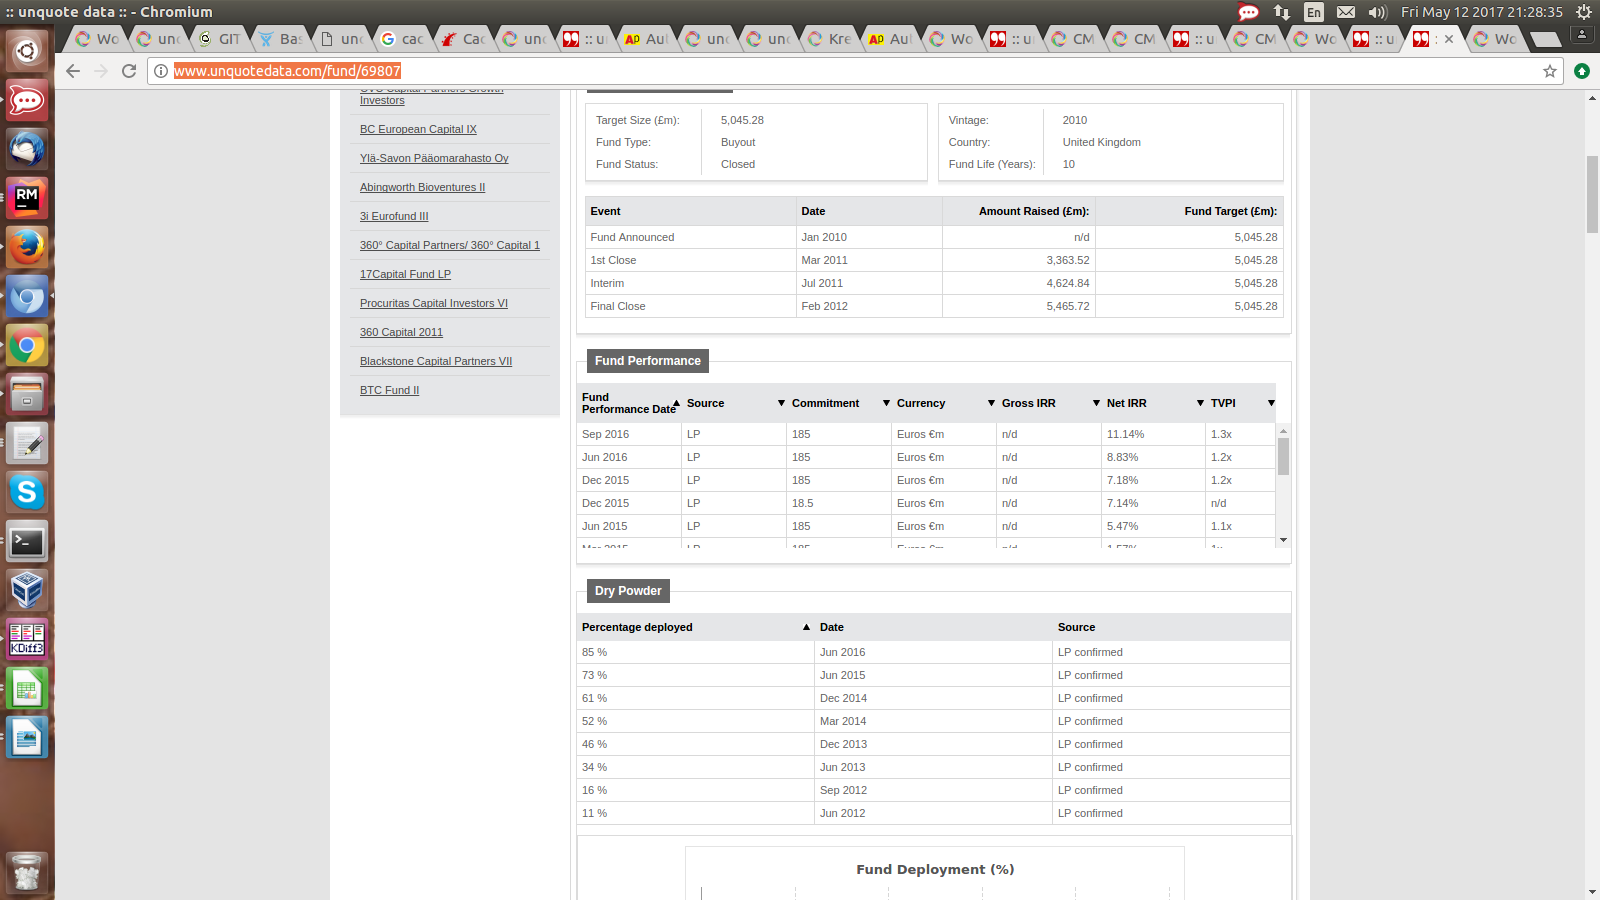 :: unquote data :: - Chromium
En
Fri May 12 2017 21:28:35
Wo
unc
GIT
Bas
unc
cac
Cac
unc
:: u
Aut
unc
unc
Kre
Aut
Wo
:: u
CM
CM
:: u
CM
Wo
:: u
Wo
www.unquotedata.com/fund/69807
Investors
BC European Capital IX
Ylä-Savon Pääomarahasto Oy
Abingworth Bioventures II
3i Eurofund III
360° Capital Partners/ 360° Capital 1
17Capital Fund LP
Procuritas Capital Investors VI
360 Capital 2011
Blackstone Capital Partners VII
BTC Fund II
Target Size (£m): 5,045.28
Fund Type: Buyout
Fund Status: Closed
Vintage: 2010
Country: United Kingdom
Fund Life (Years): 10
Event Date Amount Raised (£m): Fund Target (£m):
Fund Announced Jan 2010 n/d 5,045.28
1st Close Mar 2011 3,363.52 5,045.28
Interim Jul 2011 4,624.84 5,045.28
Final Close Feb 2012 5,465.72 5,045.28
Fund Performance
Fund Performance Date Source Commitment Currency Gross IRR Net IRR TVPI
Sep 2016 LP 185 Euros €m n/d 11.14% 1.3x
Jun 2016 LP 185 Euros €m n/d 8.83% 1.2x
Dec 2015 LP 185 Euros €m n/d 7.18% 1.2x
Dec 2015 LP 18.5 Euros €m n/d 7.14% n/d
Jun 2015 LP 185 Euros €m n/d 5.47% 1.1x
Dry Powder
Percentage deployed Date Source
85 % Jun 2016 LP confirmed
73 % Jun 2015 LP confirmed
61 % Dec 2014 LP confirmed
52 % Mar 2014 LP confirmed
46 % Dec 2013 LP confirmed
34 % Jun 2013 LP confirmed
16 % Sep 2012 LP confirmed
11 % Jun 2012 LP confirmed
Fund Deployment (%)
RM
KDiff3